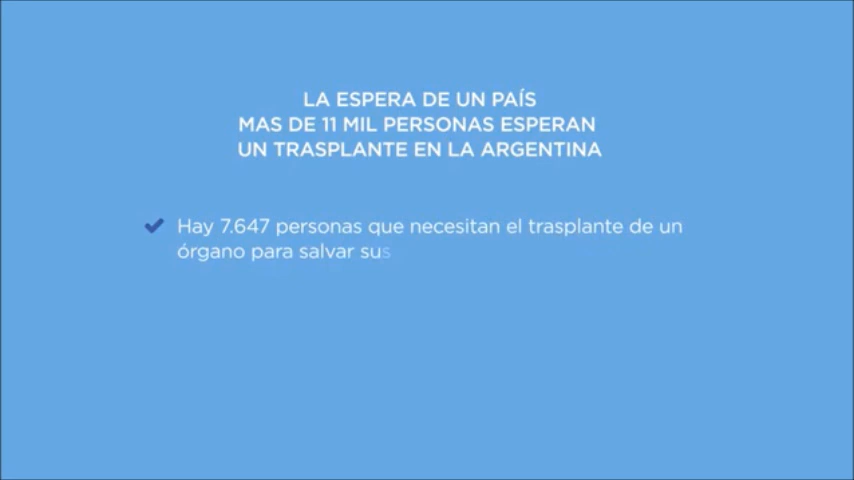 LA ESPERA DE UN PAÍS
MAS DE 11 MIL PERSONAS ESPERAN
UN TRASPLANTE EN LA ARGENTINA
Hay 7.647 personas que necesitan el trasplante de un
órgano para salvar sus